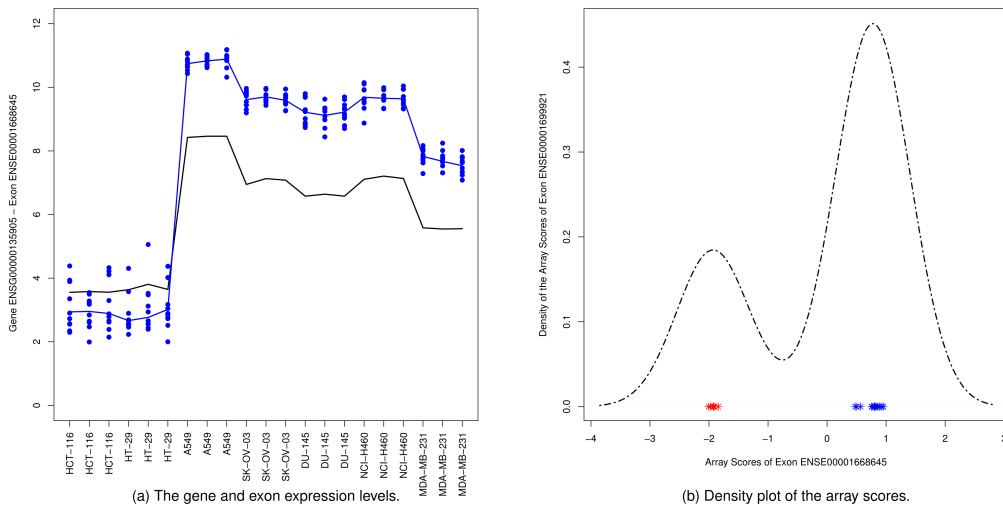 Gene ENSG00000135905 – Exon ENSE00001668645
12
10
8
6
4
2
0
HCT−116
HCT−116
HCT−116
HT−29
HT−29
HT−29
A549
A549
A549
SK−OV−03
SK−OV−03
SK−OV−03
DU−145
DU−145
DU−145
NCI−H460
NCI−H460
NCI−H460
MDA−MB−231
MDA−MB−231
MDA−MB−231
(a) The gene and exon expression levels.
Density of the Array Scores of Exon ENSE00001699921
0.4
0.3
0.2
0.1
0.0
−4
−3
−2
−1
0
1
2
Array Scores of Exon ENSE00001668645
(b) Density plot of the array scores.